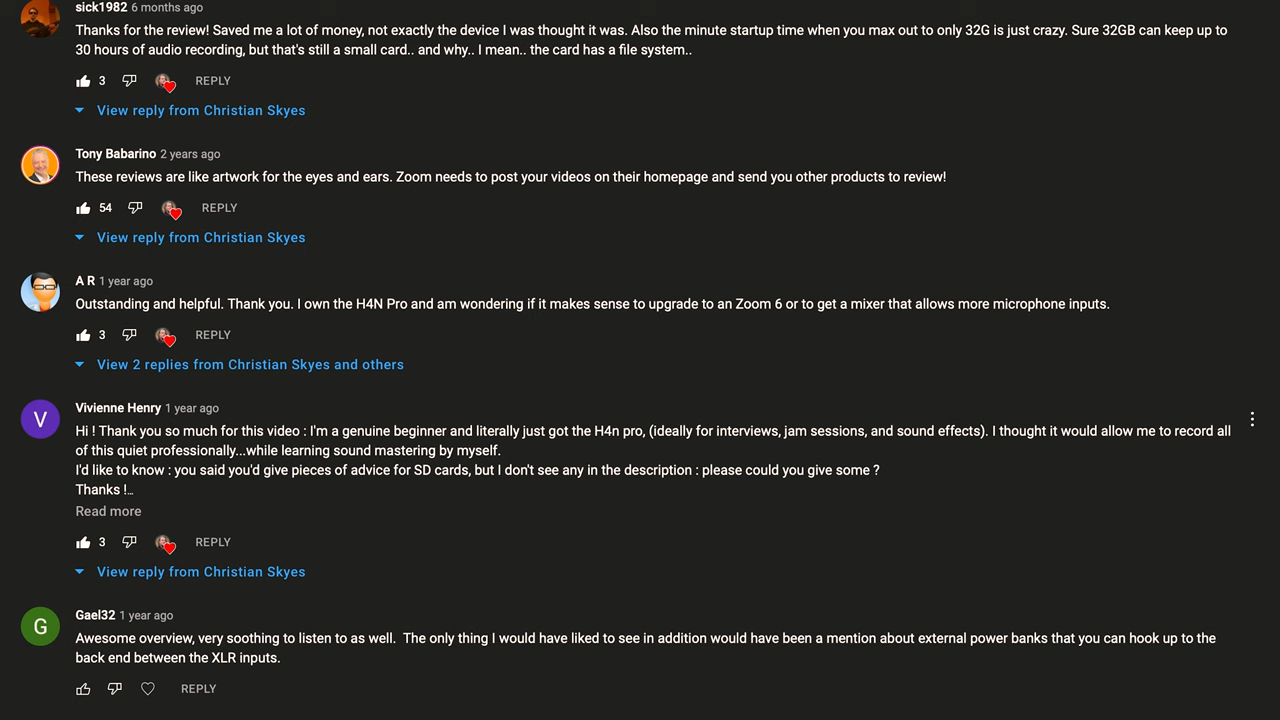 sick1982 6 months ago
Thanks for the review! Saved me a lot of money, not exactly the device I was thought it was. Also the minute startup time when you max out to only 32G is just crazy. Sure 32GB can keep up to
30 hours of audio recording, but that's still a small card.. and why.. I mean.. the card has a file system..
3 REPLY
View reply from Christian Skyes
Tony Babarino 2 years ago
These reviews are like artwork for the eyes and ears. Zoom needs to post your videos on their homepage and send you other products to review!
54 REPLY
View reply from Christian Skyes
A R 1 year ago
Outstanding and helpful. Thank you. I own the H4N Pro and am wondering if it makes sense to upgrade to an Zoom 6 or to get a mixer that allows more microphone inputs.
3 REPLY
View 2 replies from Christian Skyes and others
V
Vivienne Henry 1 year ago
Hi ! Thank you so much for this video : I'm a genuine beginner and literally just got the H4n pro, (ideally for interviews, jam sessions, and sound effects). I thought it would allow me to record all
of this quiet professionally...while learning sound mastering by myself.
I'd like to know : you said you'd give pieces of advice for SD cards, but I don't see any in the description : please could you give some ?
Thanks !…
Read more
3 REPLY
View reply from Christian Skyes
G
Gael32 1 year ago
Awesome overview, very soothing to listen to as well.  The only thing I would have liked to see in addition would have been a mention about external power banks that you can hook up to the
back end between the XLR inputs.
REPLY